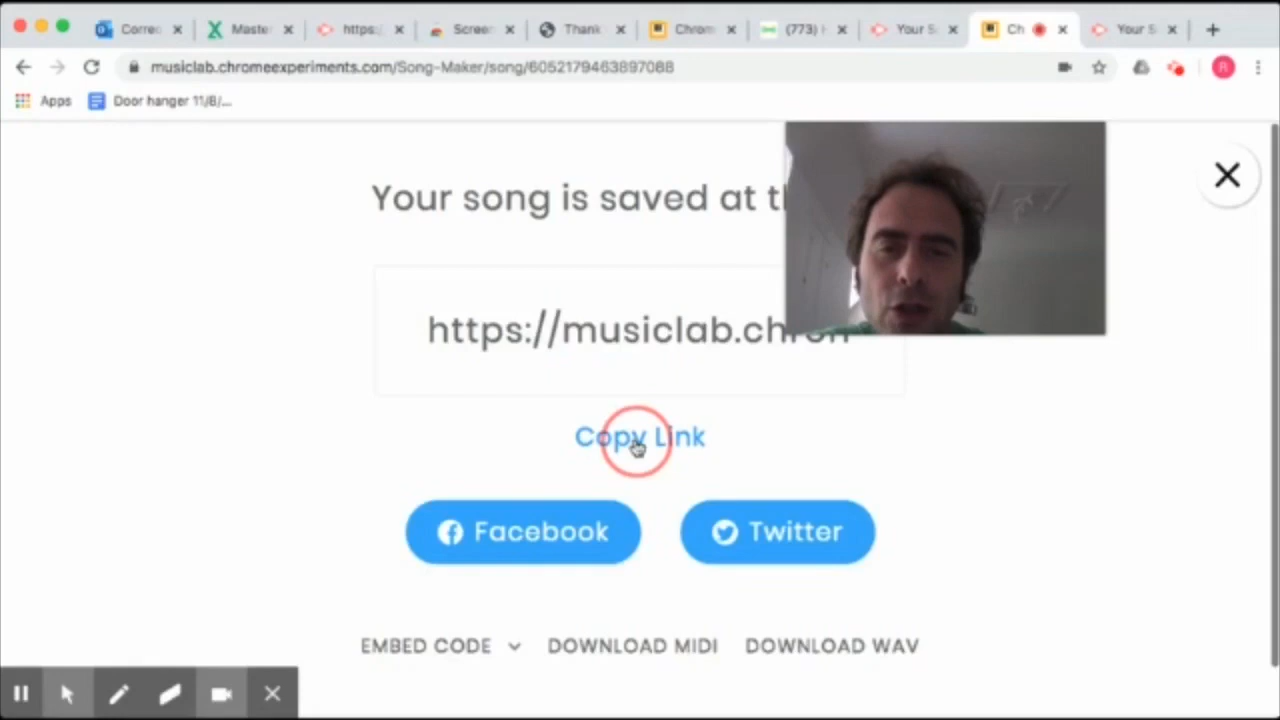 Correc
Master
https:
Screen
Thank
Chrom
(773) H
Your S
Ch
Your S
musiclab.chromeexperiments.com/Song-Maker/song/6052179463897088
R
Apps
Door hanger 11/8/...
Your song is saved at th
https://musiclab.chrom
Copy Link
Facebook
Twitter
EMBED CODE DOWNLOAD MIDI DOWNLOAD WAV